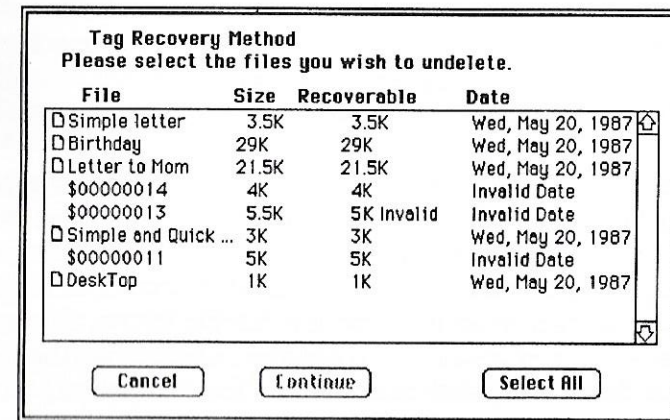 Tag Recovery Method
Please select the files you wish to undelete.
File Size Recoverable Date
Simple letter 3.5K 3.5K Wed, May 20, 1987
Birthday 29K 29K Wed, May 20, 1987
Letter to Mom 21.5K 21.5K Wed, May 20, 1987
$00000014 4K 4K Invalid Date
$00000013 5.5K 5K Invalid Invalid Date
Simple and Quick ... 3K 3K Wed, May 20, 1987
$00000011 5K 5K Invalid Date
DeskTop 1K 1K Wed, May 20, 1987
Cancel Continue Select All